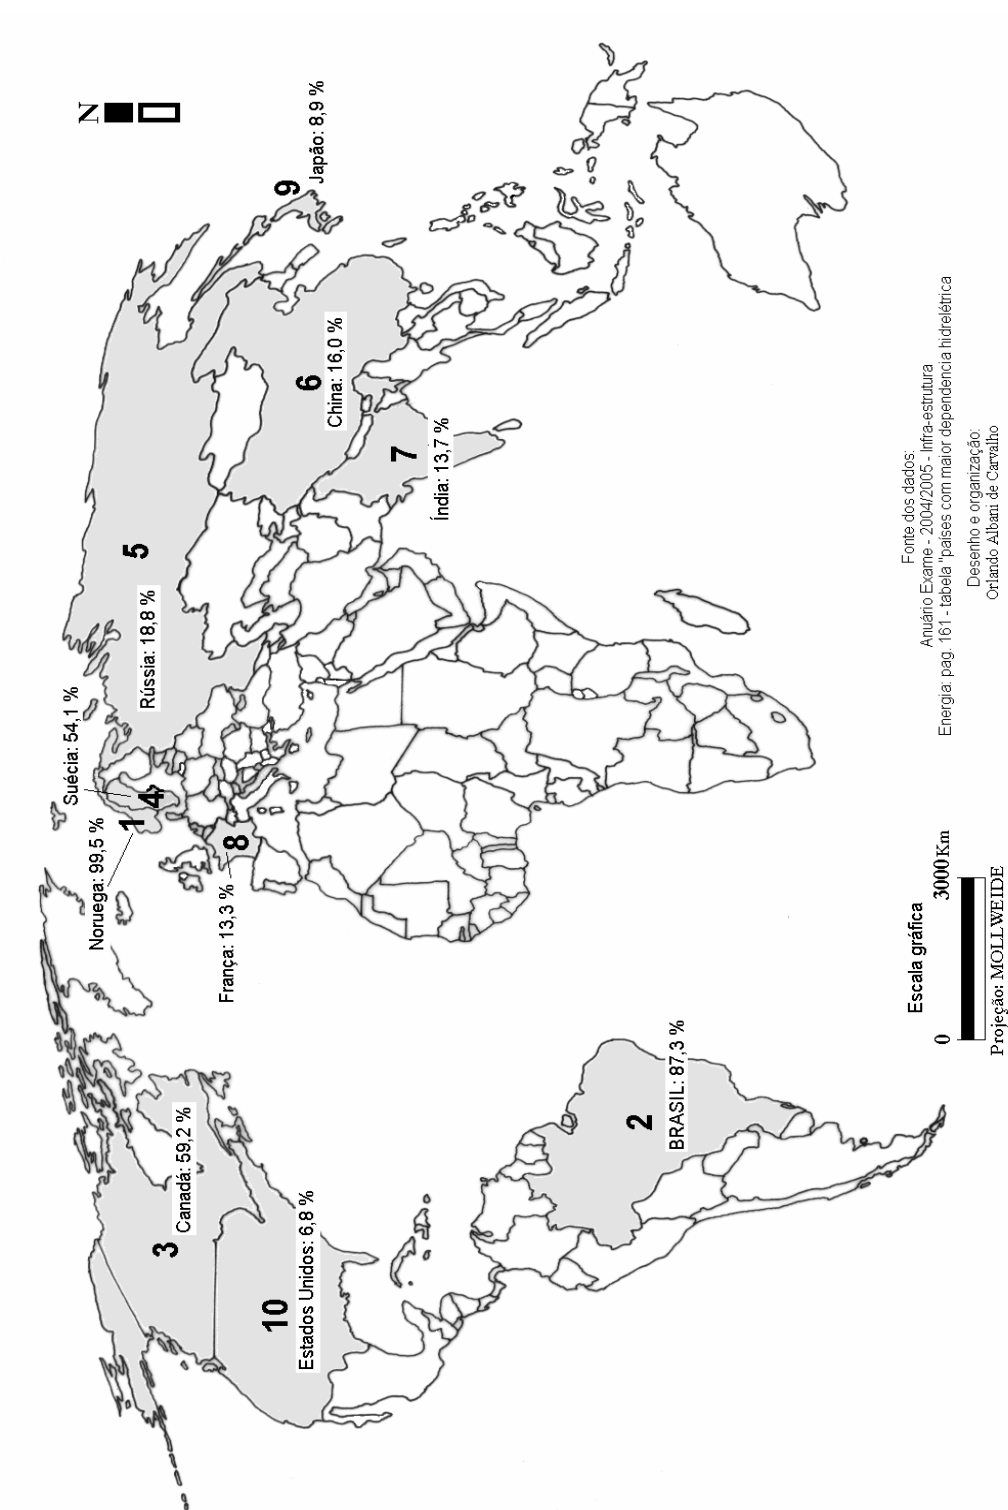 N
Noruega: 99,5 %
1
Suécia: 54,1 %
4
Rússia: 18,8 %
5
9
Japão: 8,9 %
3
Canadá: 59,2 %
França: 13,3 %
8
6
China: 16,0 %
10
Estados Unidos: 6,8 %
7
Índia: 13,7 %
2
BRASIL: 87,3 %
Escala gráfica
0 3000 Km
Projeção: MOLLWEIDE
Fonte dos dados:
Anuário Exame - 2004/2005 - Infra-estrutura
Energia: pag. 161 - tabela "países com maior dependencia hidrelétrica
Desenho e organização:
Orlando Albani de Carvalho